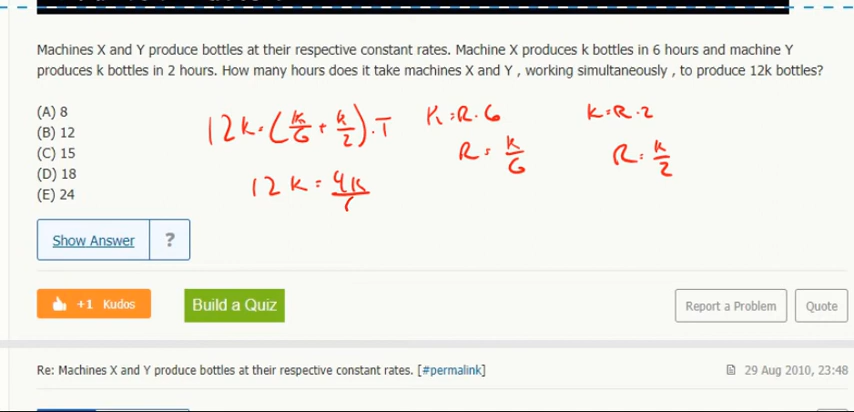 Machines X and Y produce bottles at their respective constant rates. Machine X produces k bottles in 6 hours and machine Y
produces k bottles in 2 hours. How many hours does it take machines X and Y , working simultaneously , to produce 12k bottles?
(A) 8
(B) 12
(C) 15
(D) 18
(E) 24
12K = (k/6 + k/2) . T
K = R . 6
R = k/6
k = R . 2
R = k/2
12 K = 4K/
Show Answer ?
+1 Kudos
Build a Quiz
Report a Problem
Quote
Re: Machines X and Y produce bottles at their respective constant rates. [#permalink]
29 Aug 2010, 23:48